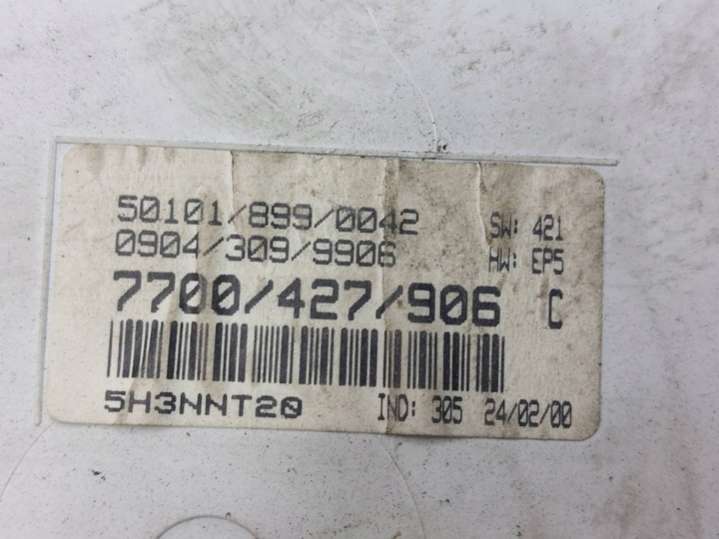 50101/899/0042 SW: 421
0904/309/9906 HW: EP5
7700/427/906 C
5H3NNT20 IND: 305 24/02/00